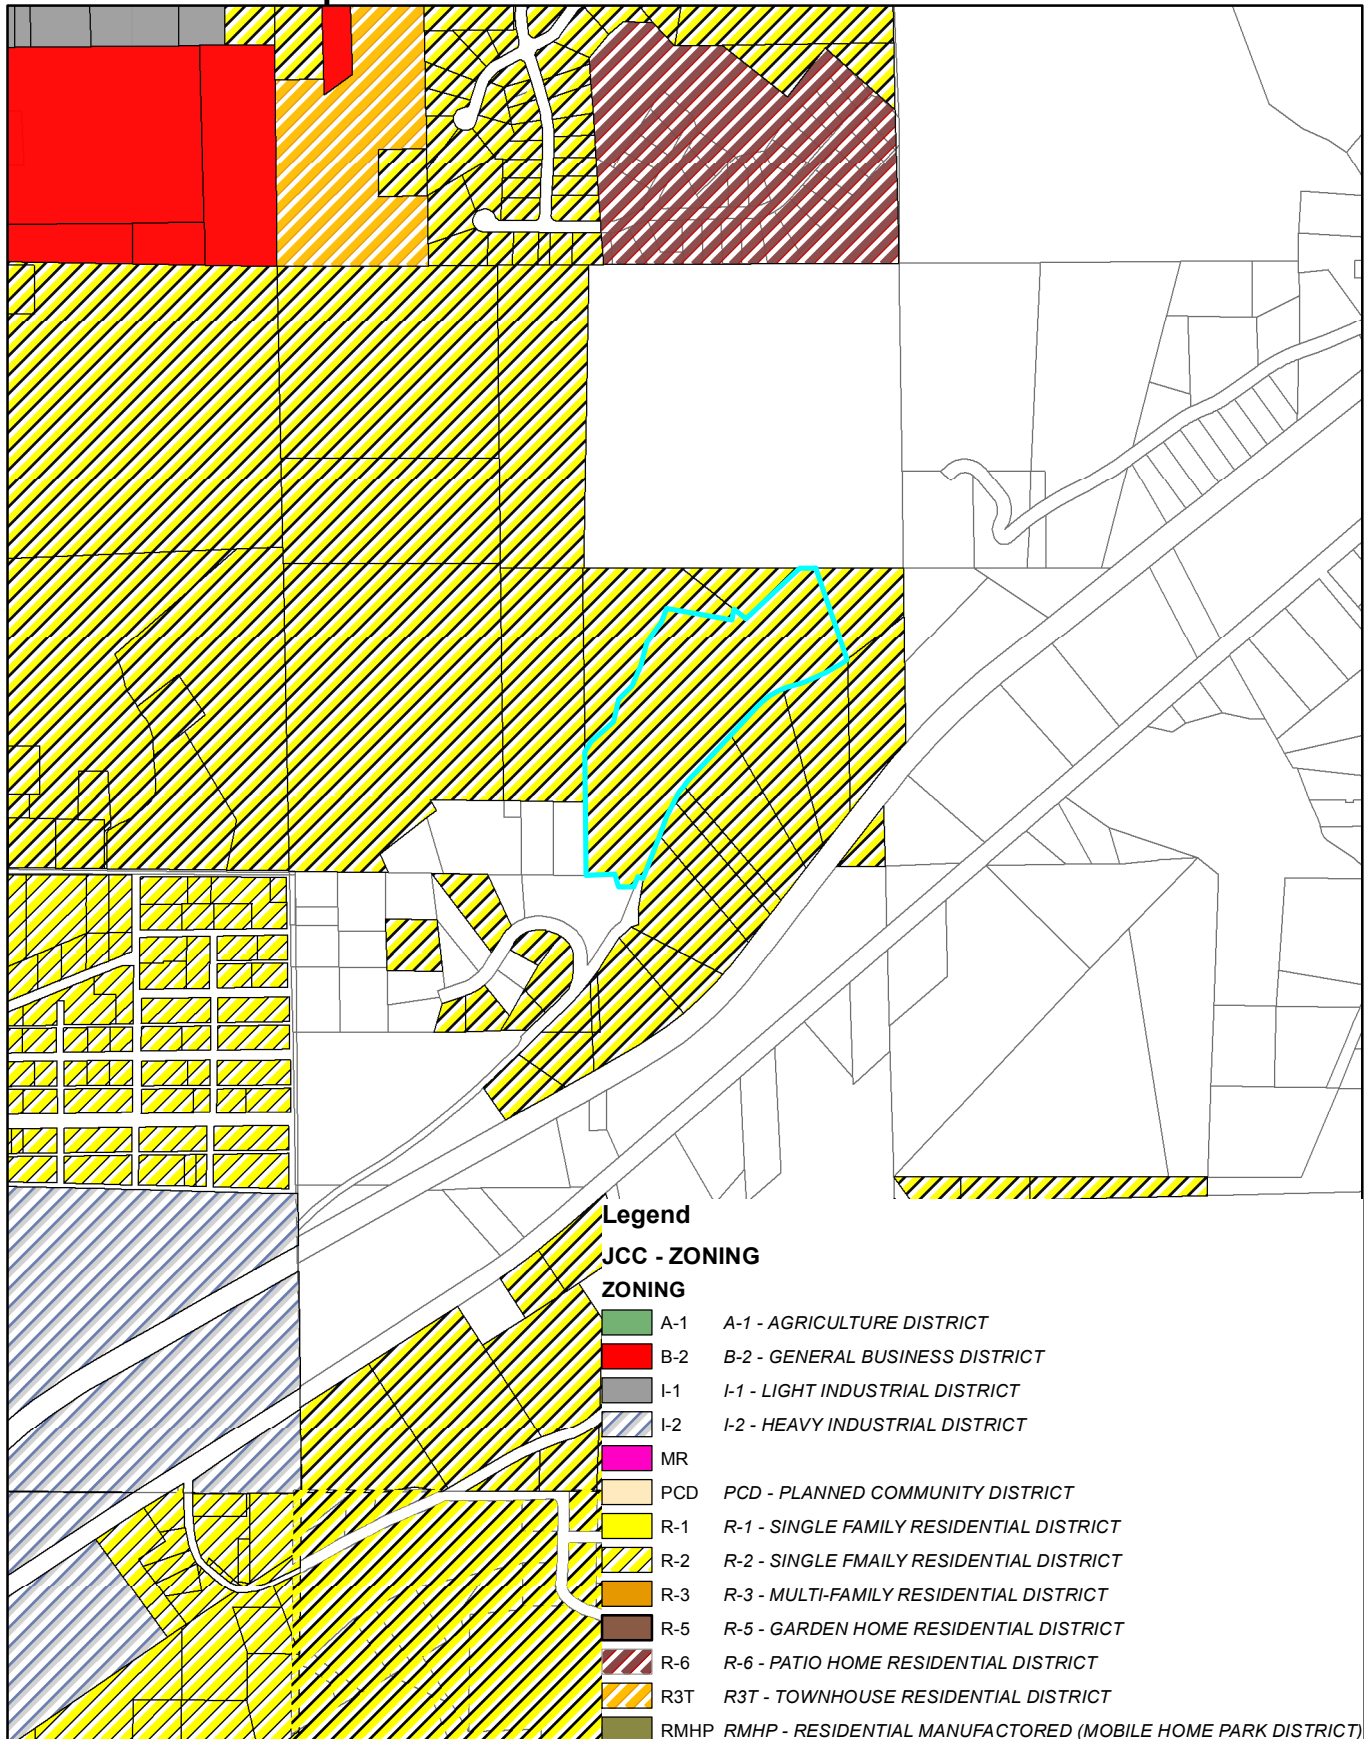 Legend
JCC - ZONING
ZONING
A-1 A-1 - AGRICULTURE DISTRICT
B-2 B-2 - GENERAL BUSINESS DISTRICT
I-1 I-1 - LIGHT INDUSTRIAL DISTRICT
I-2 I-2 - HEAVY INDUSTRIAL DISTRICT
MR
PCD PCD - PLANNED COMMUNITY DISTRICT
R-1 R-1 - SINGLE FAMILY RESIDENTIAL DISTRICT
R-2 R-2 - SINGLE FMAILY RESIDENTIAL DISTRICT
R-3 R-3 - MULTI-FAMILY RESIDENTIAL DISTRICT
R-5 R-5 - GARDEN HOME RESIDENTIAL DISTRICT
R-6 R-6 - PATIO HOME RESIDENTIAL DISTRICT
R3T R3T - TOWNHOUSE RESIDENTIAL DISTRICT
RMHP RMHP - RESIDENTIAL MANUFACTORED (MOBILE HOME PARK DISTRICT)